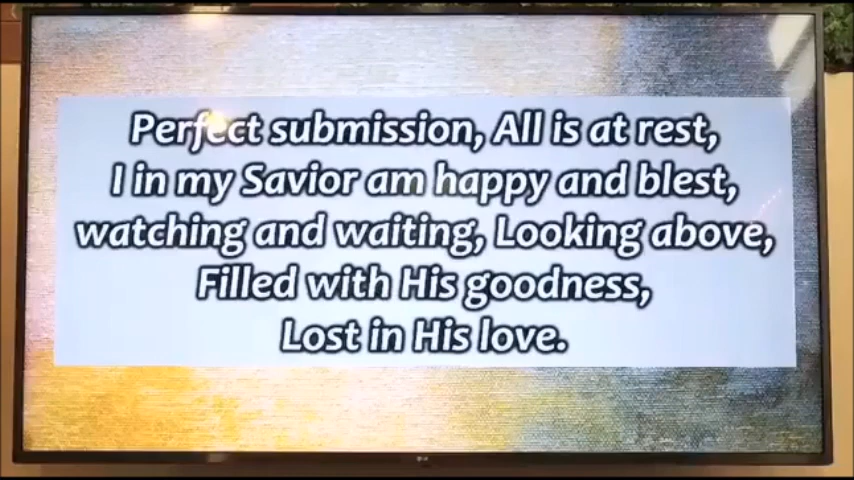 Perfect submission, All is at rest,
I in my Savior am happy and blest,
watching and waiting, Looking above,
Filled with His goodness,
Lost in His love.